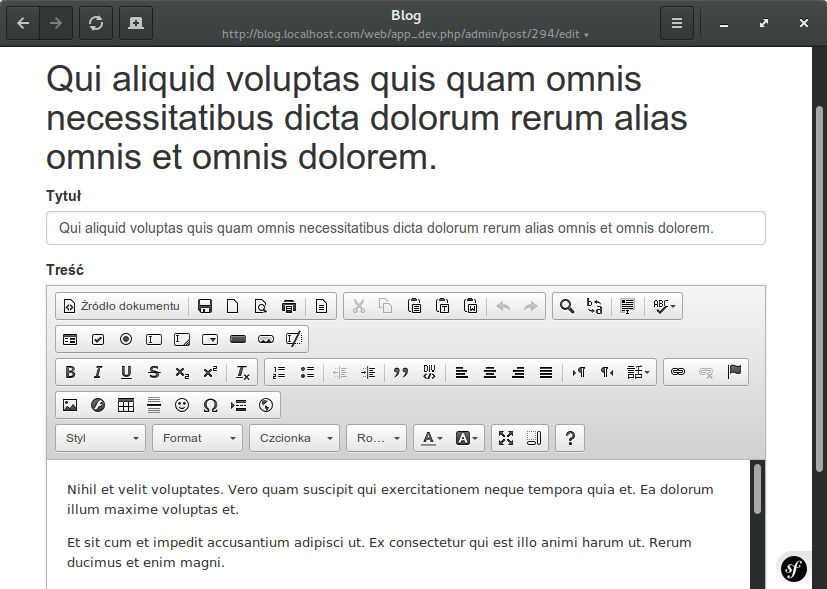 Blog
http://blog.localhost.com/web/app_dev.php/admin/post/294/edit
Qui aliquid voluptas quis quam omnis
necessitatibus dicta dolorum rerum alias
omnis et omnis dolorem.
Tytuł
Qui aliquid voluptas quis quam omnis necessitatibus dicta dolorum rerum alias omnis et omnis dolorem.
Treść
Źródło dokumentu
B I U S x₂ x² Tx
Styl Format Czcionka Ro… A A ?
Nihil et velit voluptates. Vero quam suscipit qui exercitationem neque tempora quia et. Ea dolorum
illum maxime voluptas et.
Et sit cum et impedit accusantium adipisci ut. Ex consectetur qui est illo animi harum ut. Rerum
ducimus et enim magni.
sf